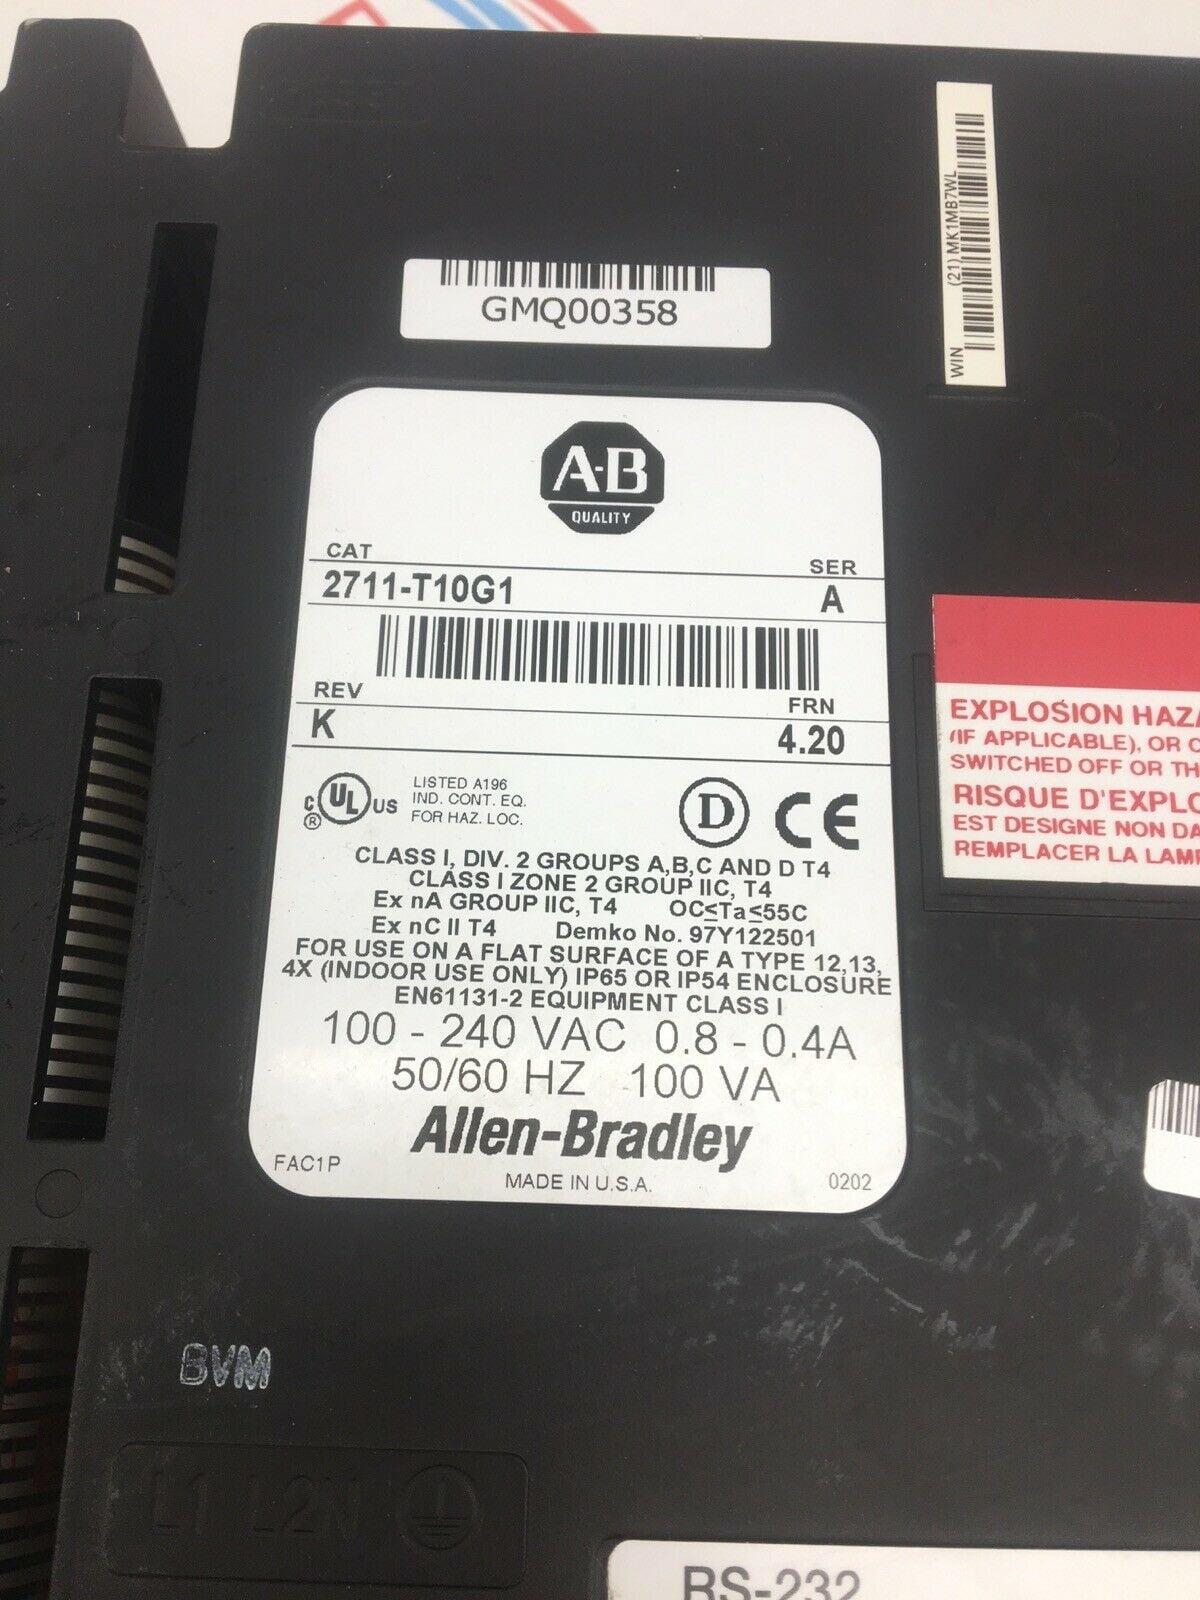 GMQ00358
WIN (21) MK1MB7WL
A-B
QUALITY
CAT
SER
2711-T10G1
A
REV
FRN
K
4.20
C UL US
®
LISTED A196
IND. CONT. EQ.
FOR HAZ. LOC.
D CE
CLASS I, DIV. 2 GROUPS A,B,C AND D T4
CLASS I ZONE 2 GROUP IIC, T4
Ex nA GROUP IIC, T4 OC≤Ta≤55C
Ex nC II T4 Demko No. 97Y122501
FOR USE ON A FLAT SURFACE OF A TYPE 12,13,
4X (INDOOR USE ONLY) IP65 OR IP54 ENCLOSURE
EN61131-2 EQUIPMENT CLASS I
100 - 240 VAC 0.8 - 0.4A
50/60 HZ 100 VA
Allen-Bradley
FAC1P
MADE IN U.S.A.
0202
EXPLOSION HAZA
(IF APPLICABLE), OR
SWITCHED OFF OR TH
RISQUE D'EXPLO
EST DESIGNE NON DA
REMPLACER LA LAM
BVM
L1 L2N
RS-232